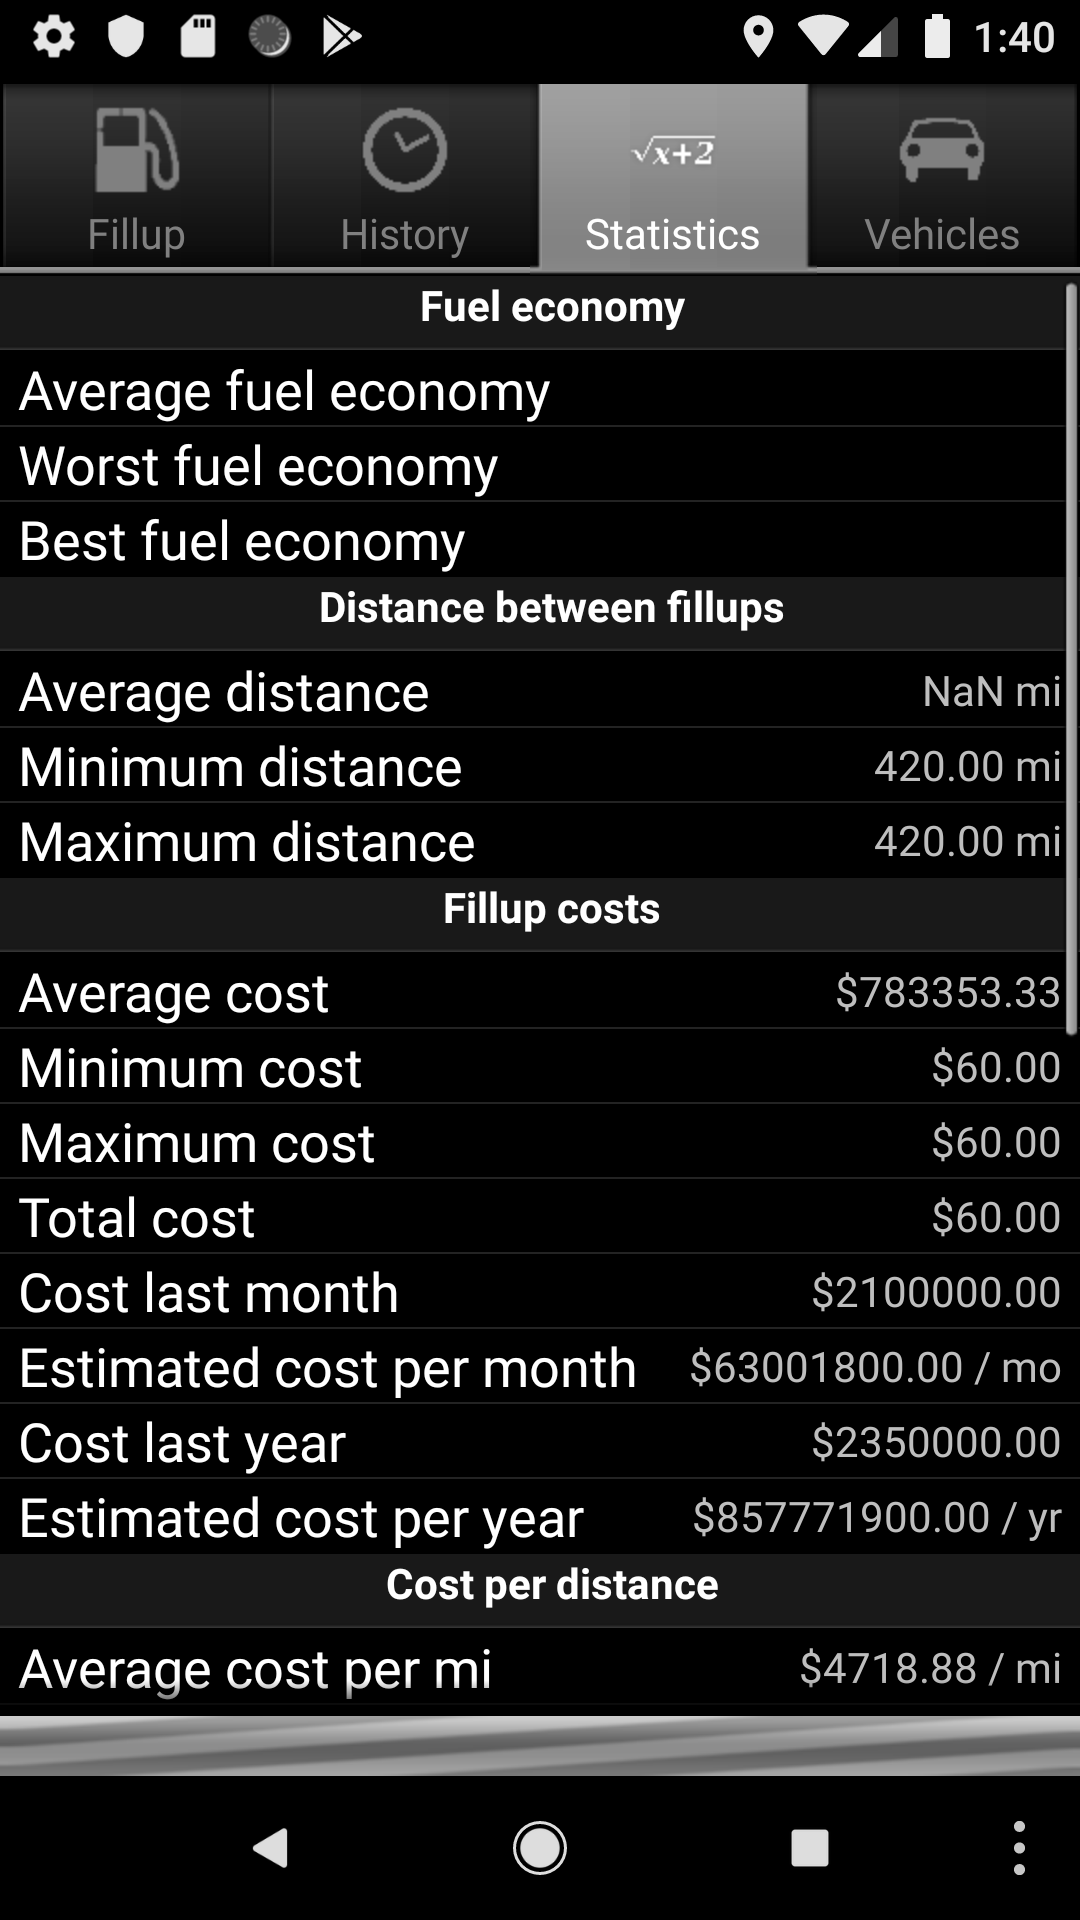 1:40
√x+2
Fillup History Statistics Vehicles
Fuel economy
Average fuel economy
Worst fuel economy
Best fuel economy
Distance between fillups
Average distance NaN mi
Minimum distance 420.00 mi
Maximum distance 420.00 mi
Fillup costs
Average cost $783353.33
Minimum cost $60.00
Maximum cost $60.00
Total cost $60.00
Cost last month $2100000.00
Estimated cost per month $63001800.00 / mo
Cost last year $2350000.00
Estimated cost per year $857771900.00 / yr
Cost per distance
Average cost per mi $4718.88 / mi